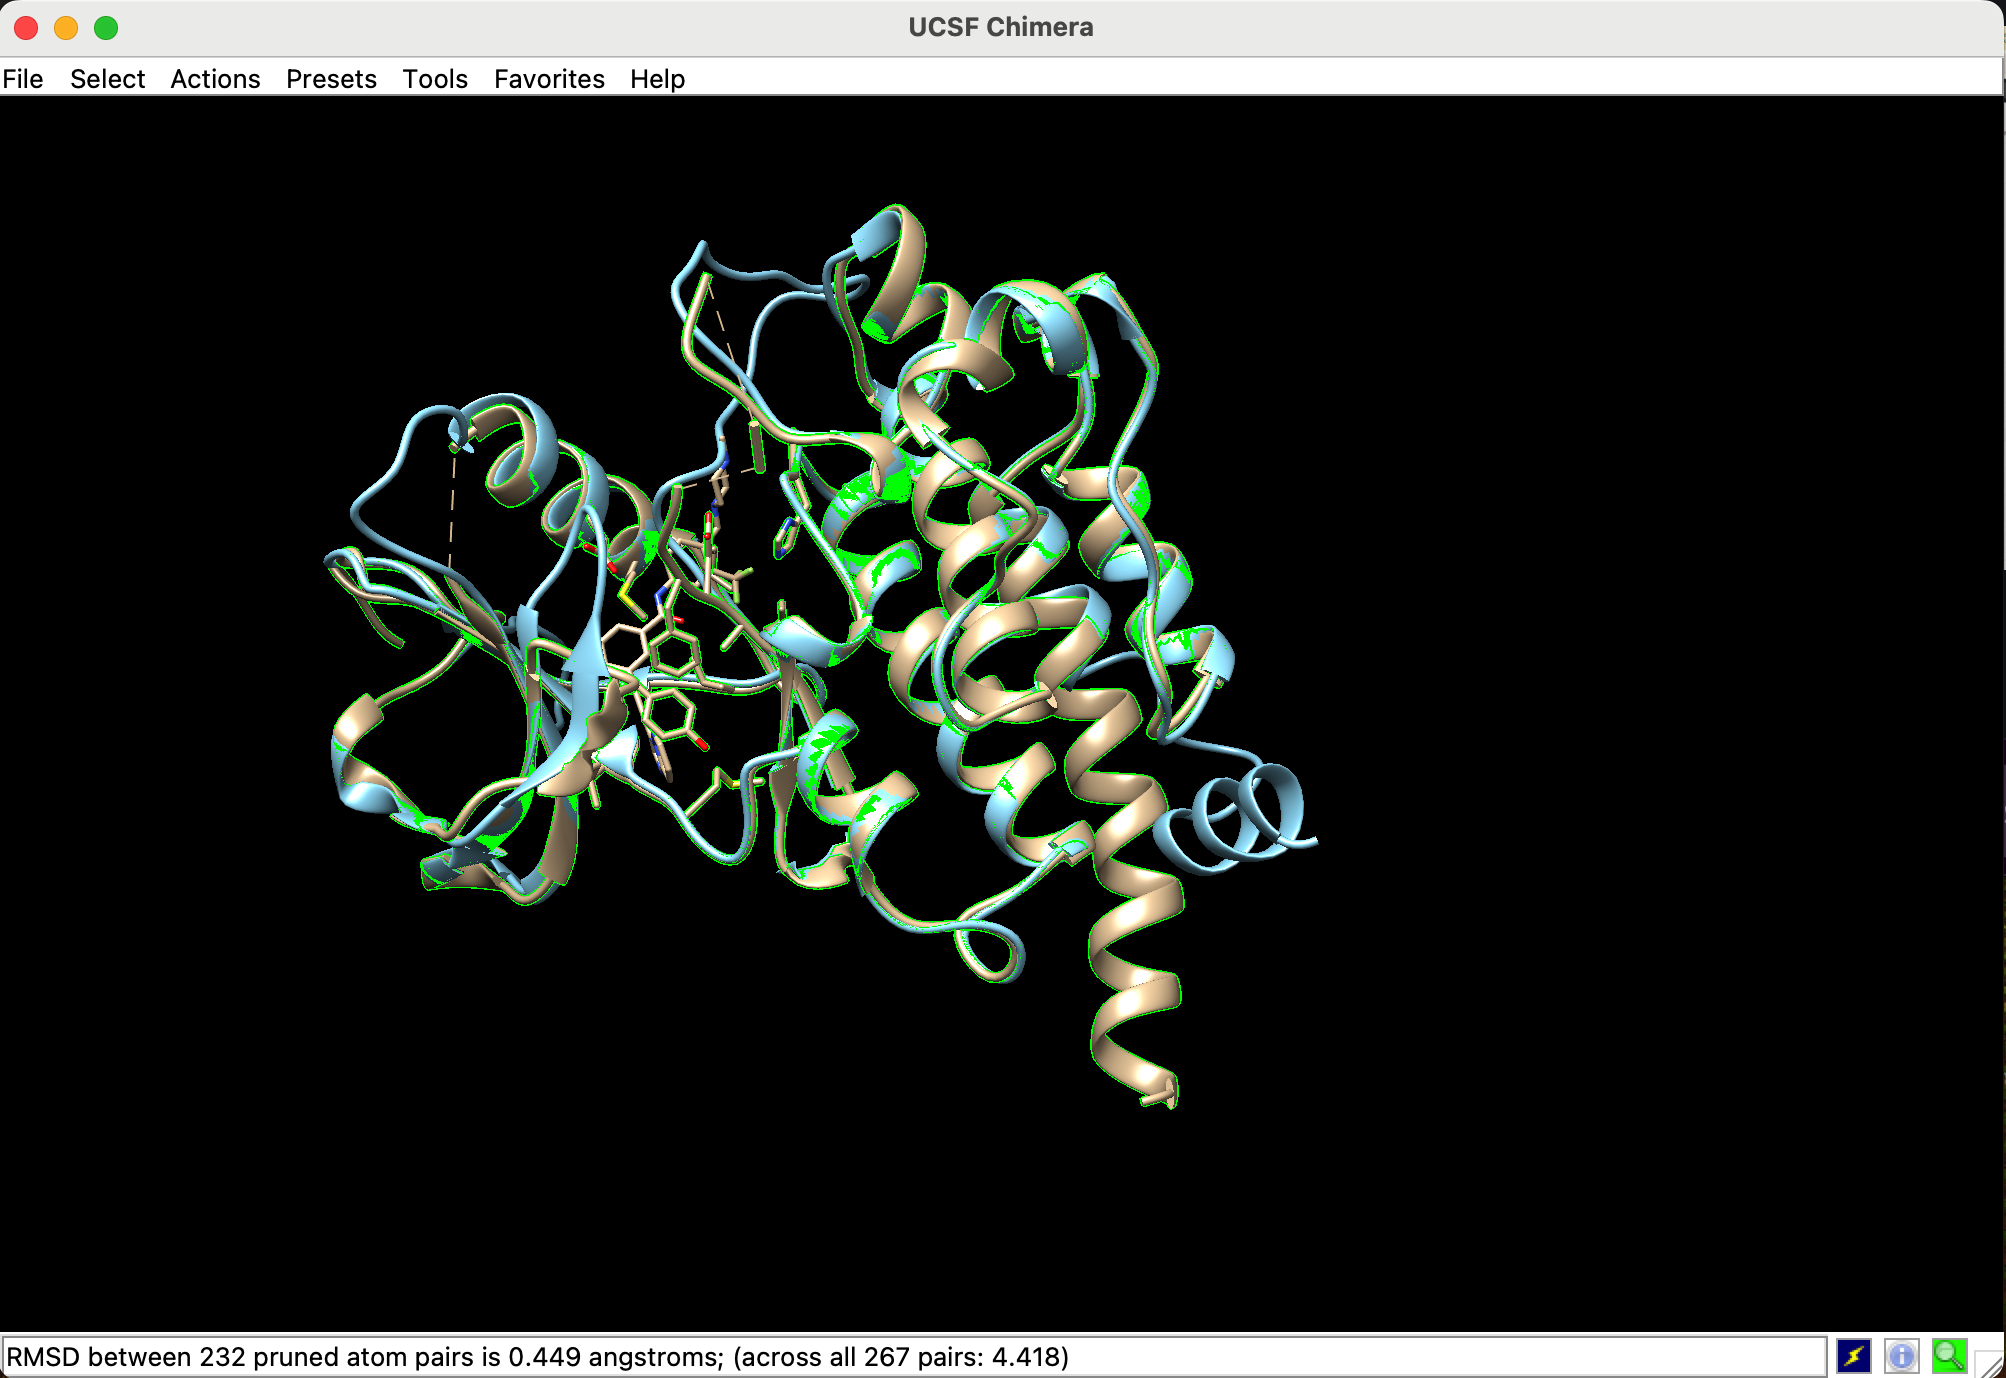 UCSF Chimera
File Select Actions Presets Tools Favorites Help
RMSD between 232 pruned atom pairs is 0.449 angstroms; (across all 267 pairs: 4.418)